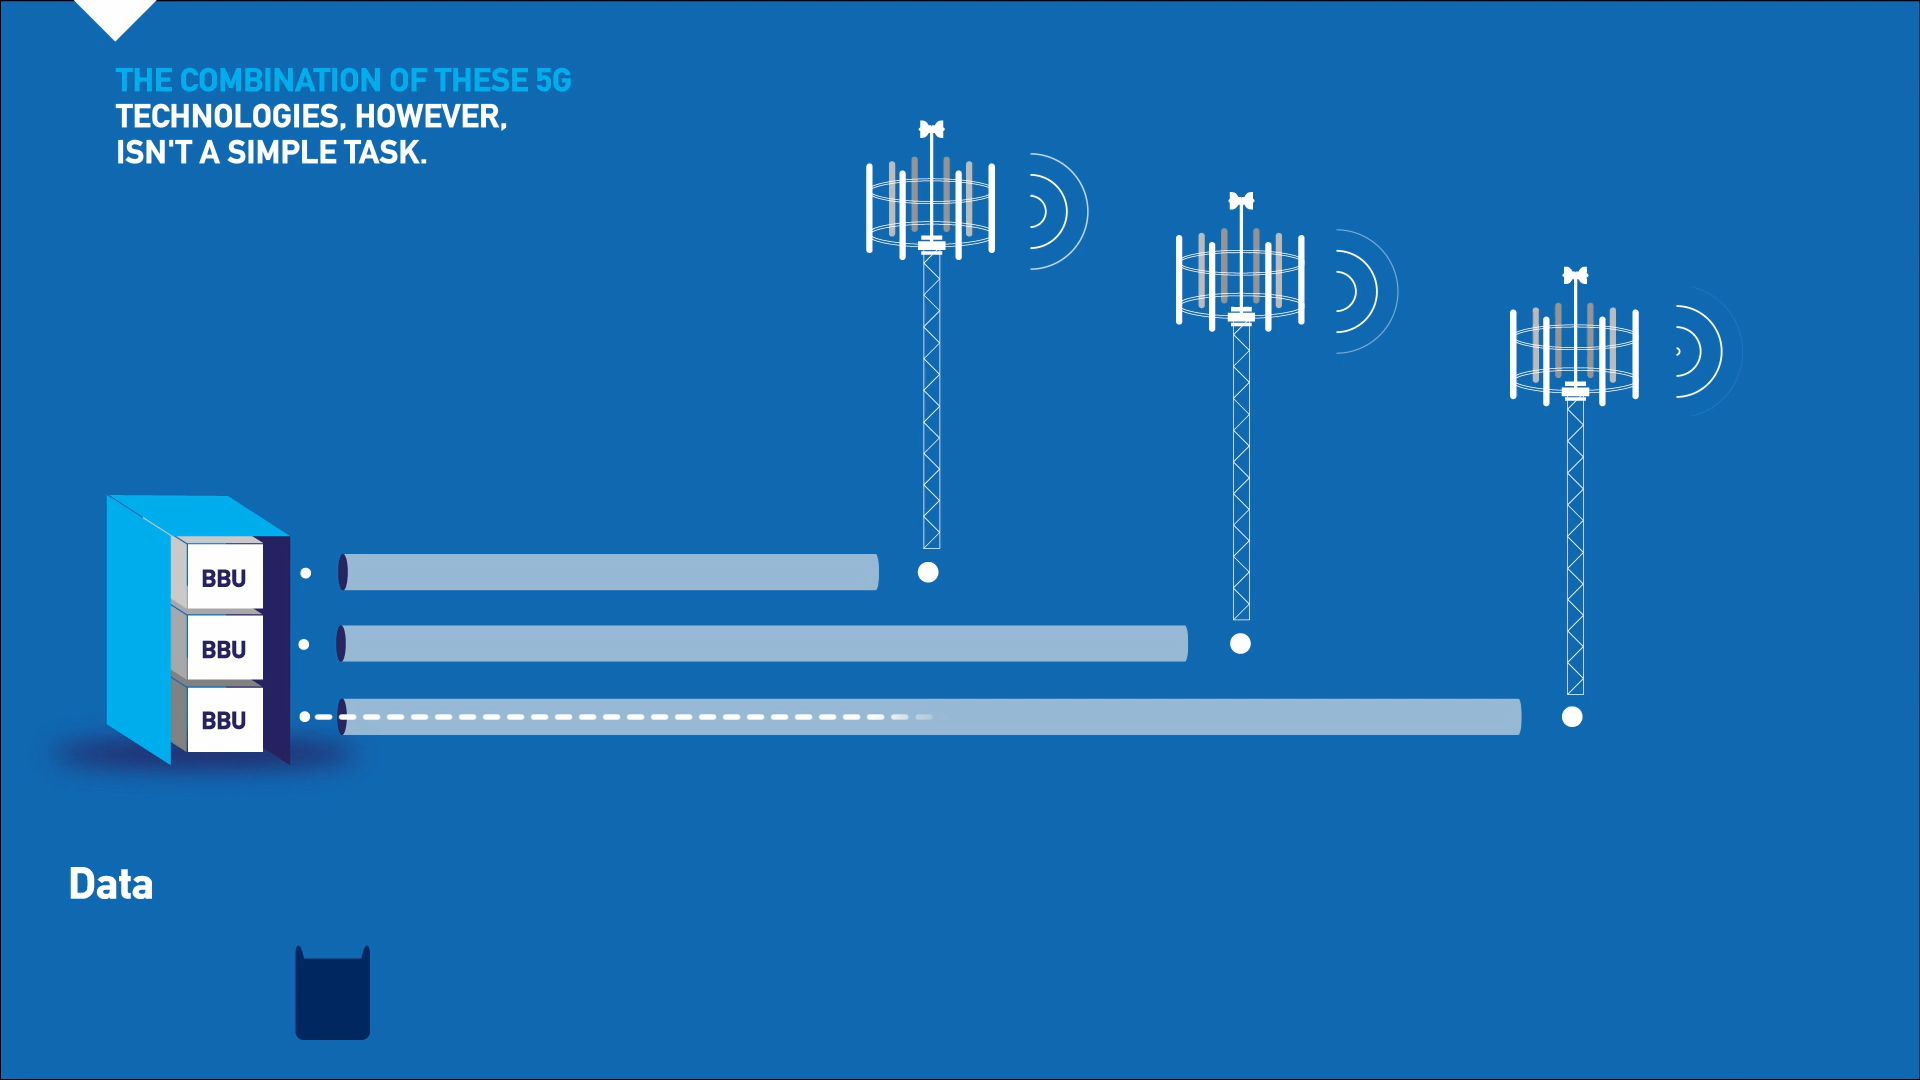 THE COMBINATION OF THESE 5G
TECHNOLOGIES, HOWEVER,
ISN'T A SIMPLE TASK.
BBU
BBU
BBU
Data